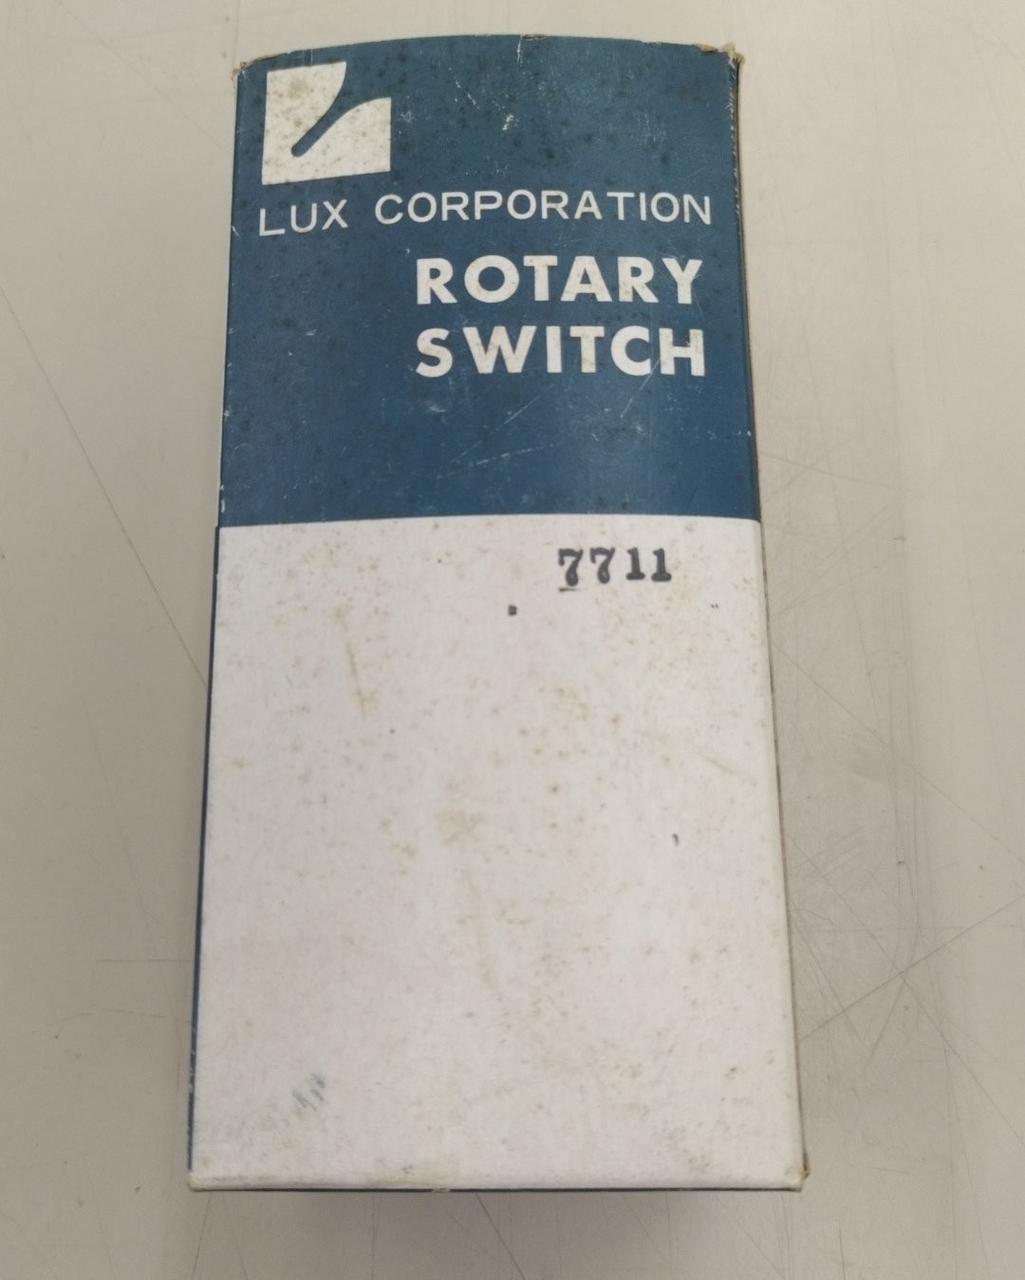 LUX CORPORATION
ROTARY
SWITCH
7711